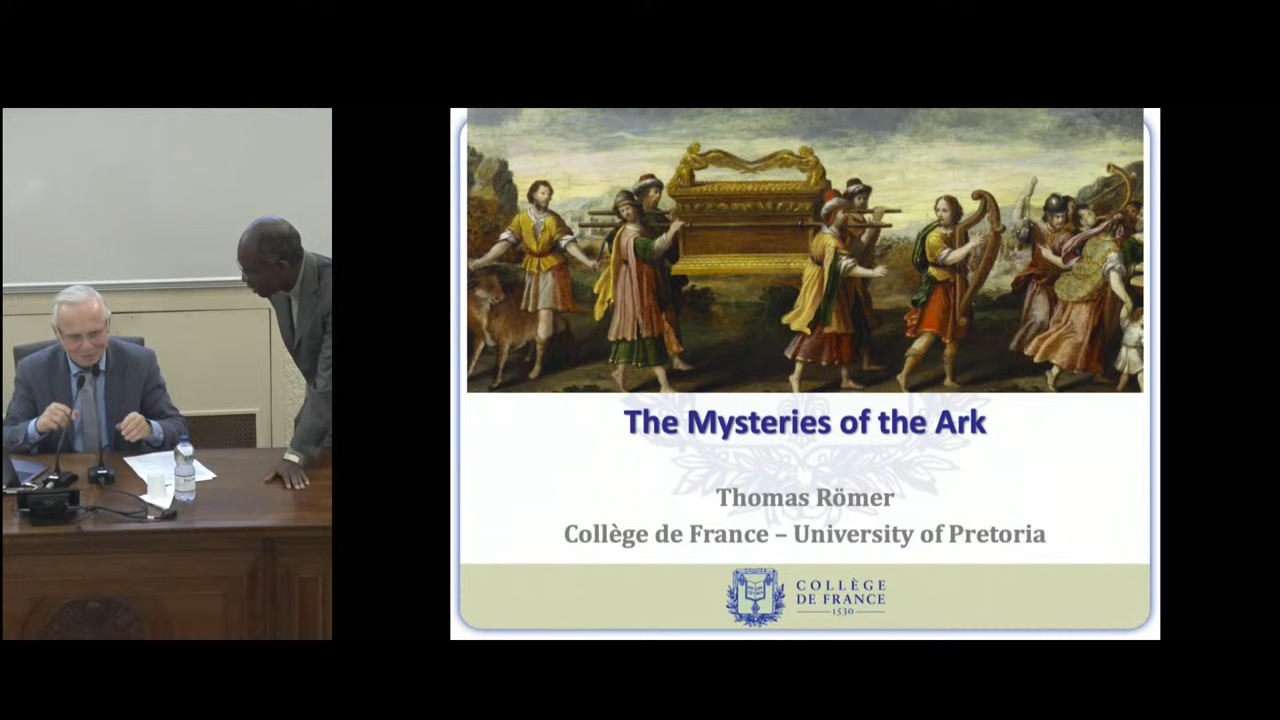 The Mysteries of the Ark
Thomas Römer
Collège de France – University of Pretoria
COLLÈGE
DE FRANCE
1530